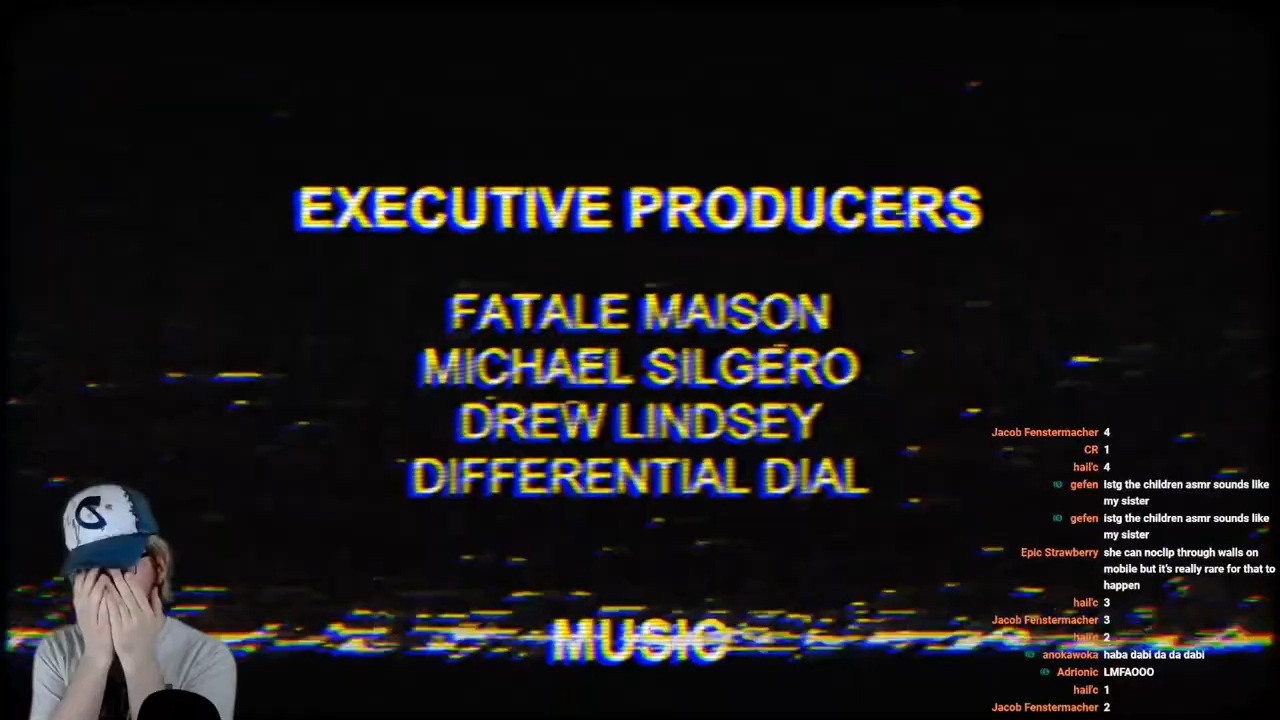 EXECUTIVE PRODUCERS
FATALE MAISON
MICHAEL SILGERO
DREW LINDSEY
DIFFERENTIAL DIAL
MUSIC
Jacob Fenstermacher 4
CR 1
hail'c 4
gefen Istg the children asmr sounds like
my sister
gefen istg the children asmr sounds like
my sister
Epic Strawberry she can noclip through walls on
mobile but it's really rare for that to
happen
hail'c 3
Jacob Fenstermacher 3
hail'c 2
anokawoka haba dabi da da dabi
Adrionic LMFAOOO
hail'c 1
Jacob Fenstermacher 2